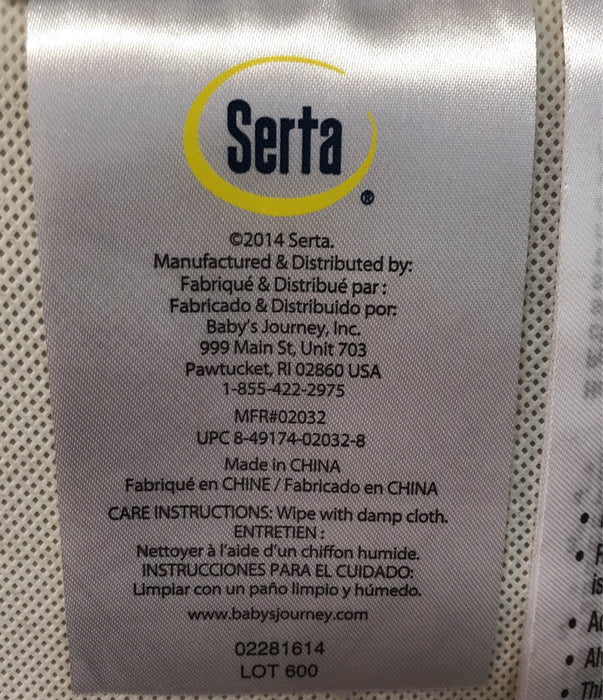 Serta®
©2014 Serta.
Manufactured & Distributed by:
Fabriqué & Distribué par :
Fabricado & Distribuido por:
Baby's Journey, Inc.
999 Main St, Unit 703
Pawtucket, RI 02860 USA
1-855-422-2975
MFR#02032
UPC 8-49174-02032-8
Made in CHINA
Fabriqué en CHINE / Fabricado en CHINA
CARE INSTRUCTIONS: Wipe with damp cloth.
ENTRETIEN :
Nettoyer à l'aide d'un chiffon humide.
INSTRUCCIONES PARA EL CUIDADO:
Limpiar con un paño limpio y húmedo.
www.babysjourney.com
02281614
LOT 600
is